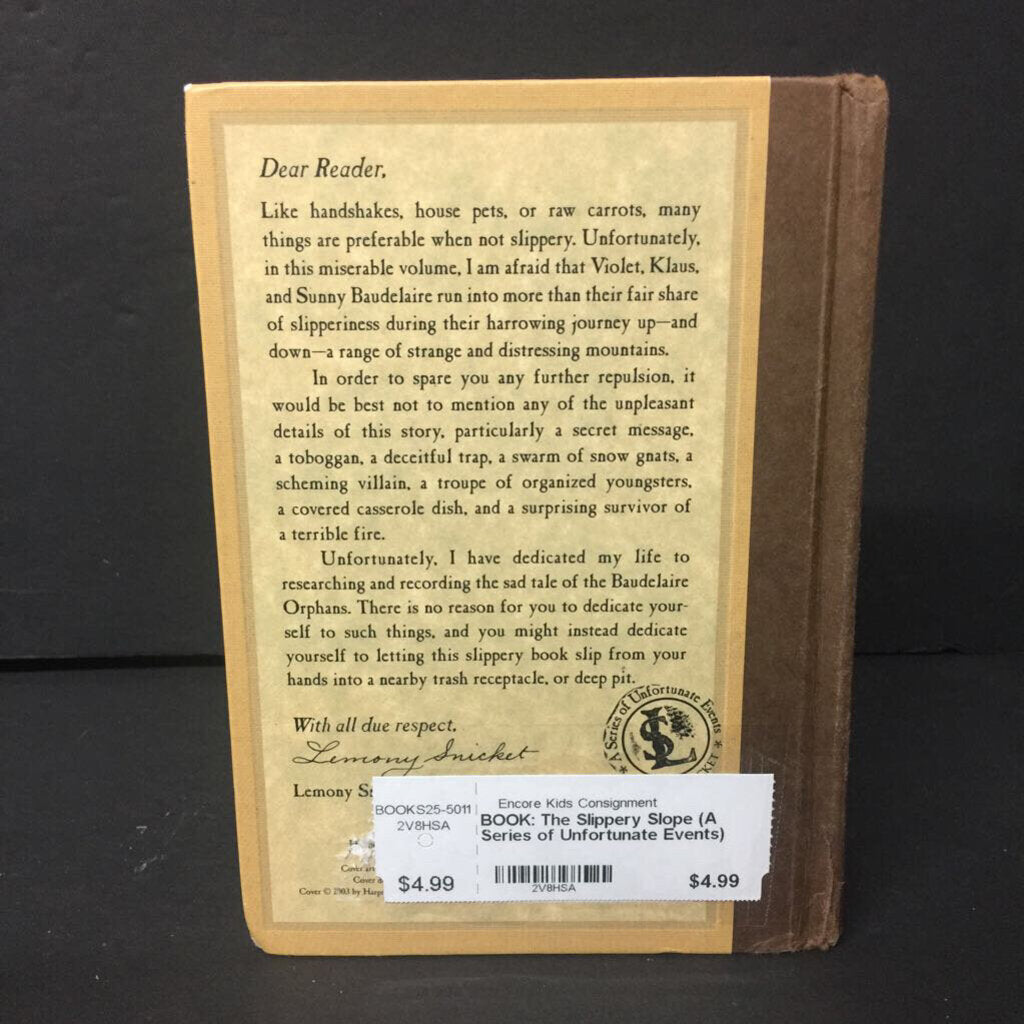 Dear Reader,
Like handshakes, house pets, or raw carrots, many
things are preferable when not slippery. Unfortunately,
in this miserable volume, I am afraid that Violet, Klaus,
and Sunny Baudelaire run into more than their fair share
of slipperiness during their harrowing journey up—and
down—a range of strange and distressing mountains.
In order to spare you any further repulsion, it
would be best not to mention any of the unpleasant
details of this story, particularly a secret message,
a toboggan, a deceitful trap, a swarm of snow gnats, a
scheming villain, a troupe of organized youngsters,
a covered casserole dish, and a surprising survivor of
a terrible fire.
Unfortunately, I have dedicated my life to
researching and recording the sad tale of the Baudelaire
Orphans. There is no reason for you to dedicate your-
self to such things, and you might instead dedicate
yourself to letting this slippery book slip from your
hands into a nearby trash receptacle, or deep pit.
With all due respect,
Lemony Snicket
Lemony
A Series of Unfortunate Events
LS
BOOKS25-5011
2V8HSA
$4.99
Encore Kids Consignment
BOOK: The Slippery Slope (A
Series of Unfortunate Events)
2V8HSA
$4.99
Cover
Cover
Cover © 2003 by